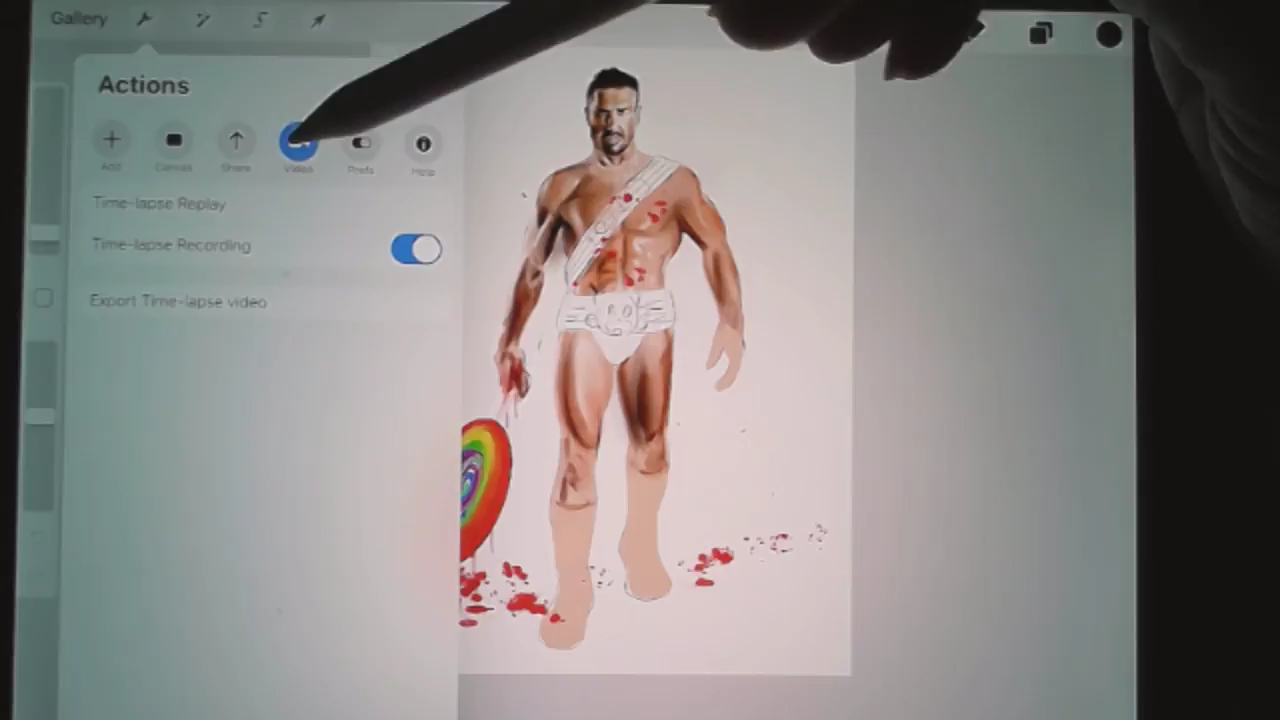 Gallery
Actions
Add
Canvas
Share
Video
Prefs
Help
Time-lapse Replay
Time-lapse Recording
Export Time-lapse video